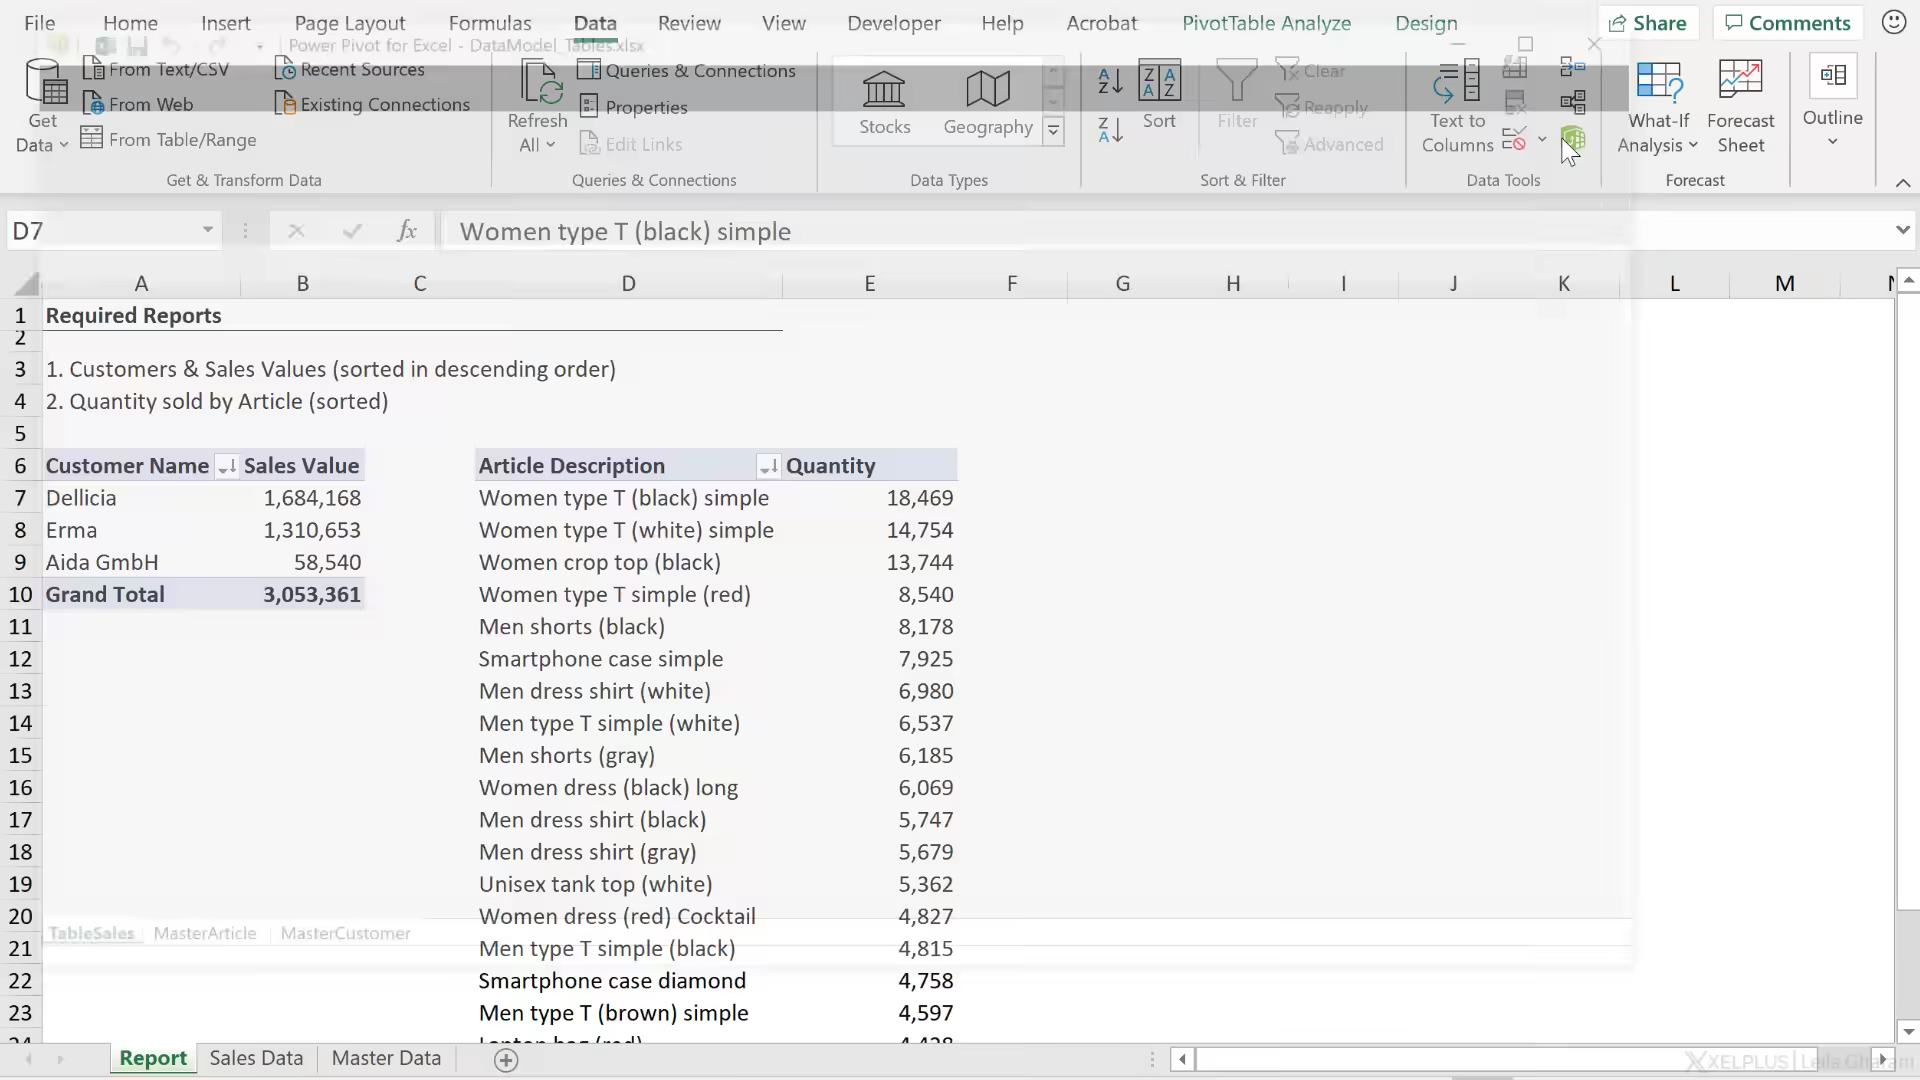 File Home Insert Page Layout Formulas Data Review View Developer Help Acrobat PivotTable Analyze Design Share Comments
Power Pivot for Excel - DataModel_Tables.xlsx
From Text/CSV Recent Sources Queries & Connections Clear
From Web Existing Connections Properties Reapply
Get Data From Table/Range Refresh All Edit Links Stocks Geography Sort Filter Advanced Text to Columns What-If Analysis Forecast Sheet Outline
Get & Transform Data Queries & Connections Data Types Sort & Filter Data Tools Forecast
D7 fx Women type T (black) simple
A B C D E F G H I J K L M
1 Required Reports
2
3 1. Customers & Sales Values (sorted in descending order)
4 2. Quantity sold by Article (sorted)
5
6 Customer Name Sales Value Article Description Quantity
7 Dellicia 1,684,168 Women type T (black) simple 18,469
8 Erma 1,310,653 Women type T (white) simple 14,754
9 Aida GmbH 58,540 Women crop top (black) 13,744
10 Grand Total 3,053,361 Women type T simple (red) 8,540
11 Men shorts (black) 8,178
12 Smartphone case simple 7,925
13 Men dress shirt (white) 6,980
14 Men type T simple (white) 6,537
15 Men shorts (gray) 6,185
16 Women dress (black) long 6,069
17 Men dress shirt (black) 5,747
18 Men dress shirt (gray) 5,679
19 Unisex tank top (white) 5,362
20 Women dress (red) Cocktail 4,827
TableSales MasterArticle MasterCustomer
21 Men type T simple (black) 4,815
22 Smartphone case diamond 4,758
23 Men type T (brown) simple 4,597
Report Sales Data Master Data
XELPLUS | Leila Gharani